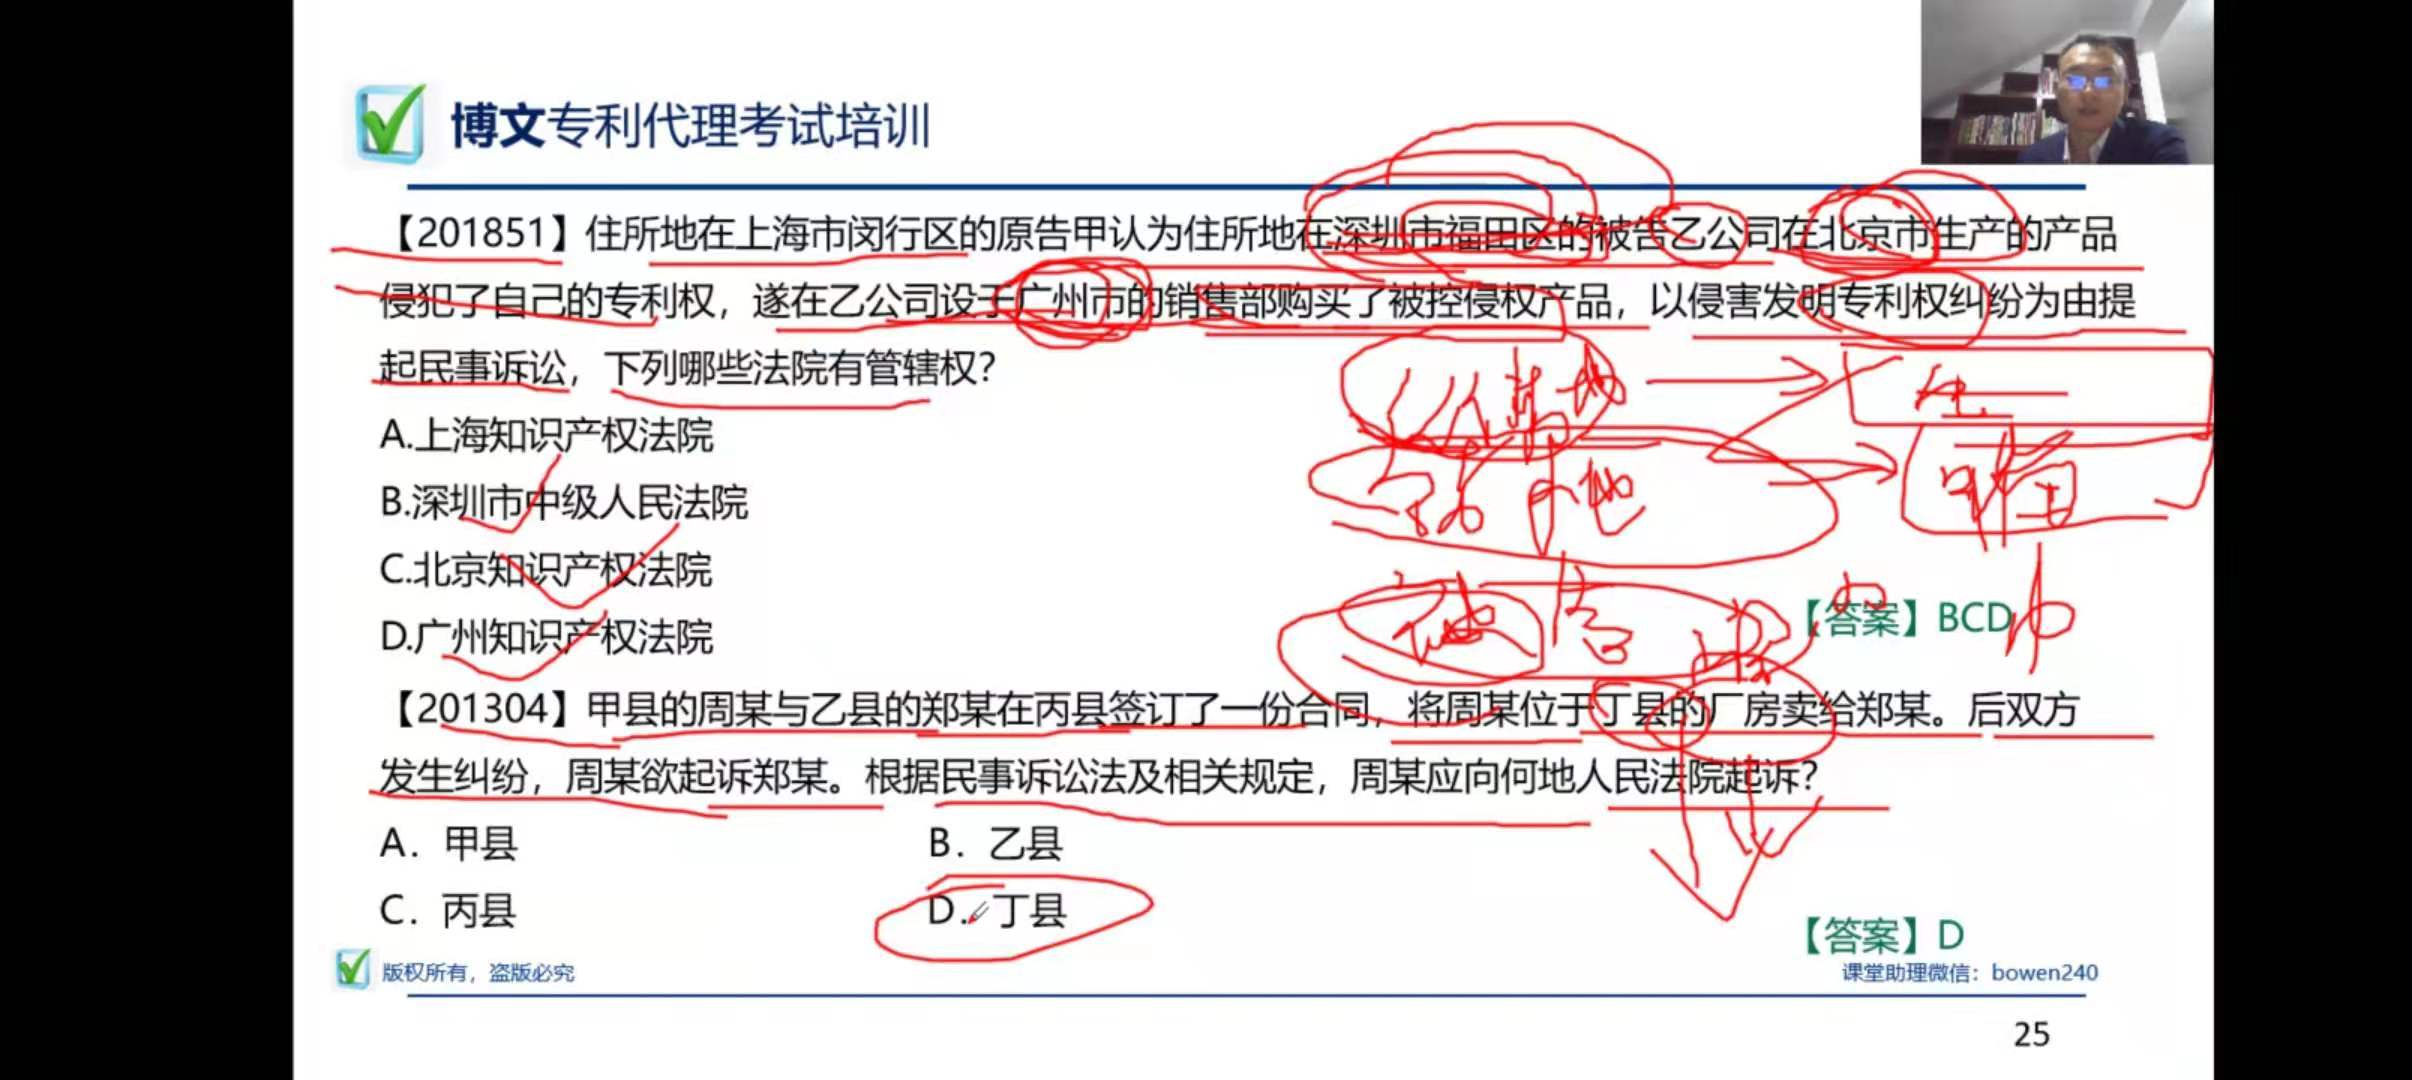 博文专利代理考试培训
【201851】住所地在上海市闵行区的原告甲认为住所地在深圳市福田区的被告乙公司在北京市生产的产品
侵犯了自己的专利权，遂在乙公司设于广州市的销售部购买了被控侵权产品，以侵害发明专利权纠纷为由提
起民事诉讼，下列哪些法院有管辖权？
A.上海知识产权法院
B.深圳市中级人民法院
C.北京知识产权法院
D.广州知识产权法院
【答案】BCD
【201304】甲县的周某与乙县的郑某在丙县签订了一份合同，将周某位于丁县的厂房卖给郑某。后双方
发生纠纷，周某欲起诉郑某。根据民事诉讼法及相关规定，周某应向何地人民法院起诉？
A．甲县 B．乙县
C．丙县 D．丁县
【答案】D
版权所有，盗版必究 课堂助理微信：bowen240
25